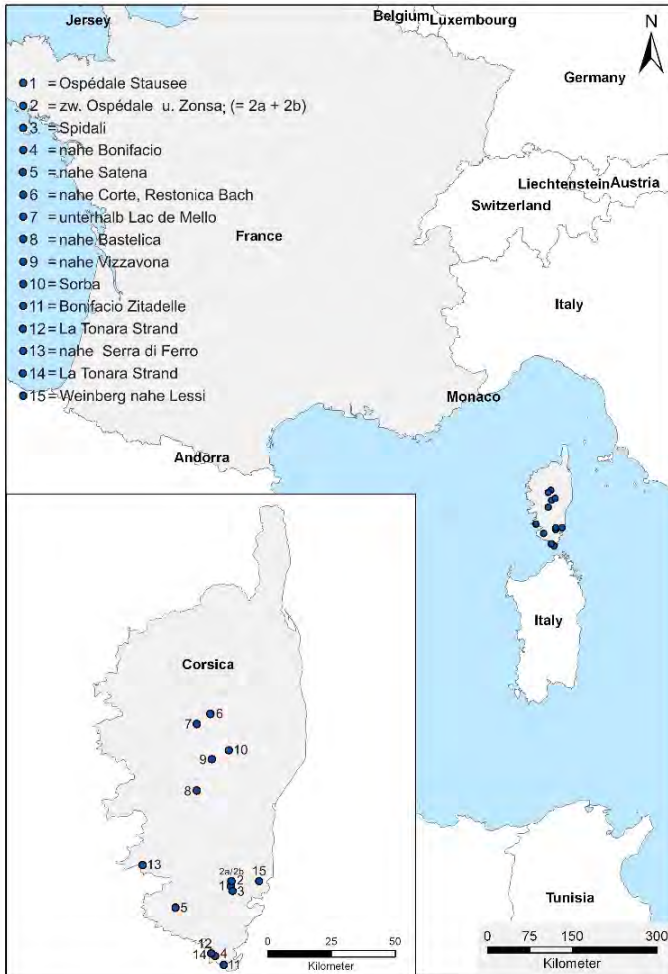 Jersey
Belgium
Luxembourg
N
Germany
1 = Ospédale Stausee
2 = zw. Ospédale u. Zonsa; (= 2a + 2b)
3 = Spidali
4 = nahe Bonifacio
5 = nahe Satena
6 = nahe Corte, Restonica Bach
7 = unterhalb Lac de Mello
8 = nahe Bastelica
9 = nahe Vizzavona
10 = Sorba
11 = Bonifacio Zitadelle
12 = La Tonara Strand
13 = nahe Serra di Ferro
14 = La Tonara Strand
15 = Weinberg nahe Lessi
France
Liechtenstein
Austria
Switzerland
Italy
Monaco
Andorra
Italy
Tunisia
0 75 150 300
Kilometer
Corsica
6
7
10
9
8
13
2a/2b
15
2
1
3
5
12
4
14
11
0 25 50
Kilometer